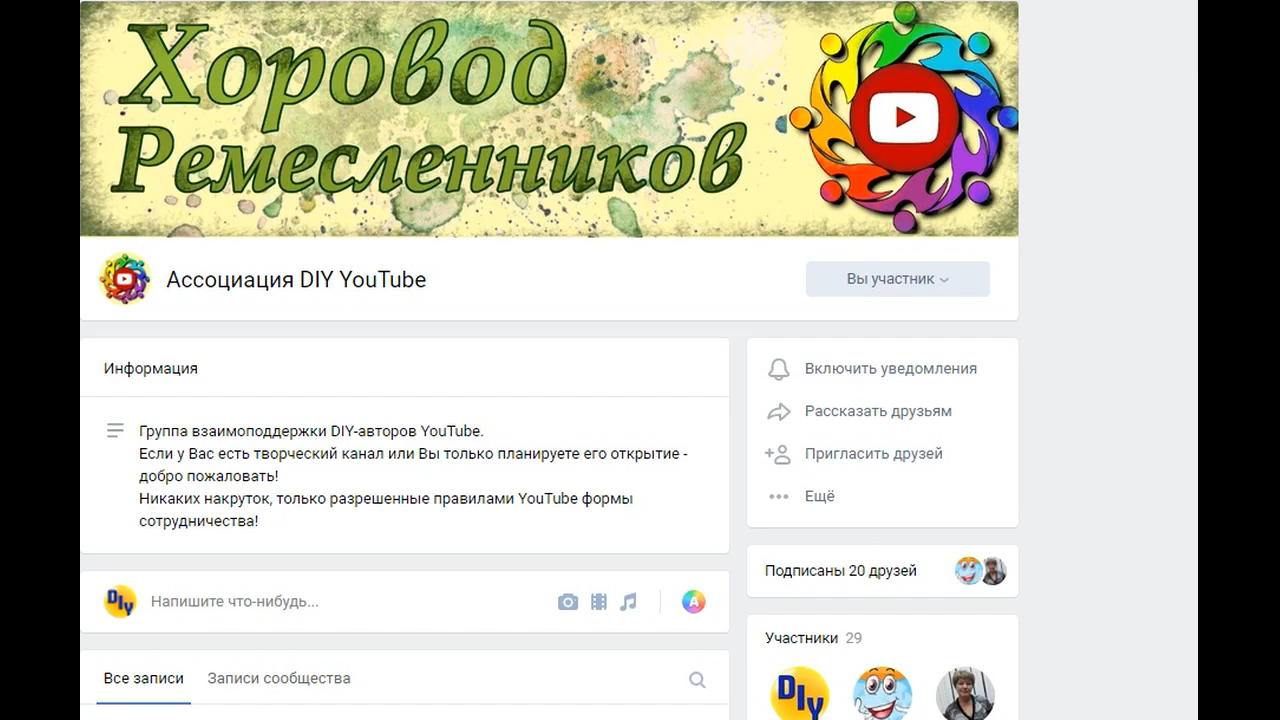 Хоровод
Ремесленников
Ассоциация DIY YouTube
Вы участник
Информация
Группа взаимоподдержки DIY-авторов YouTube.
Если у Вас есть творческий канал или Вы только планируете его открытие -
добро пожаловать!
Никаких накруток, только разрешенные правилами YouTube формы
сотрудничества!
DIy
Напишите что-нибудь...
A
Все записи
Записи сообщества
Включить уведомления
Рассказать друзьям
Пригласить друзей
Ещё
Подписаны 20 друзей
Участники 29
DIy